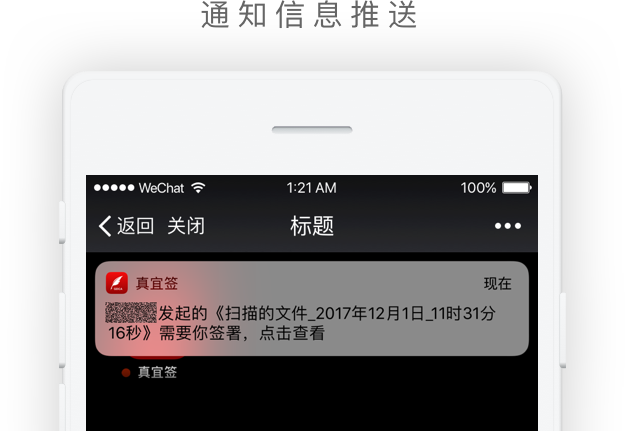 通知信息推送
WeChat 1:21 AM 100%
返回 关闭 标题
真宜签 现在
发起的《扫描的文件_2017年12月1日_11时31分
16秒》需要你签署，点击查看
真宜签